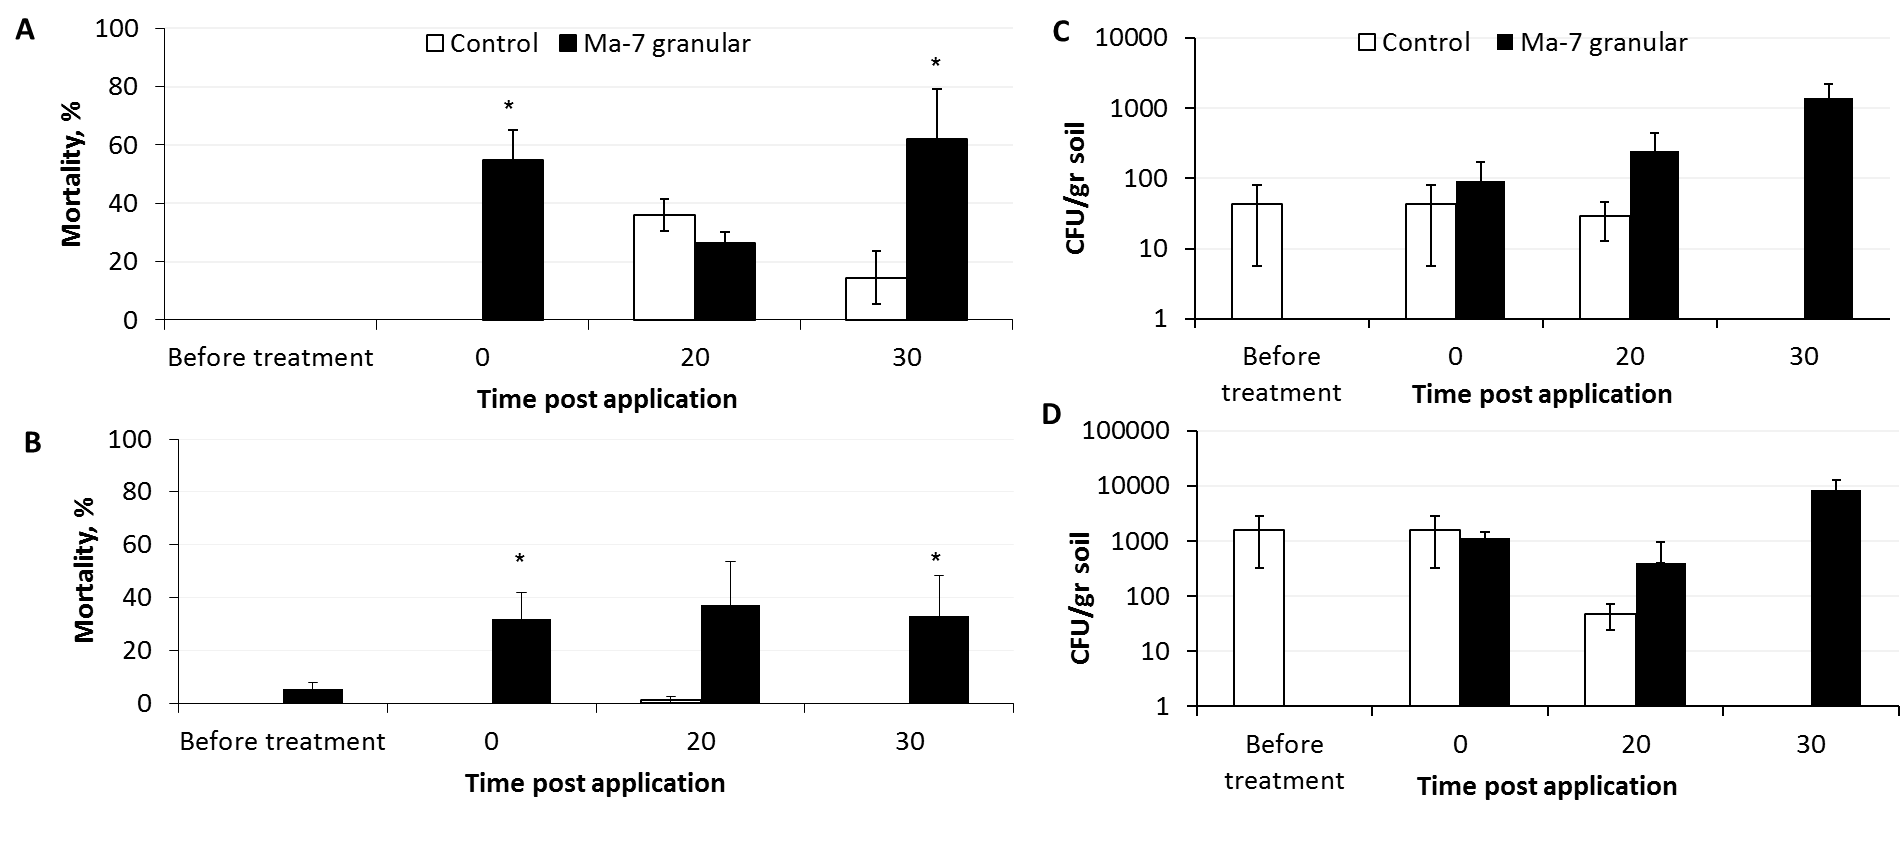 A
Mortality, %
100
80
60
40
20
0
Control Ma-7 granular
*
*
Before treatment 0 20 30
Time post application
B
Mortality, %
100
80
60
40
20
0
*
*
Before treatment 0 20 30
Time post application
C
CFU/gr soil
10000
1000
100
10
1
Control Ma-7 granular
Before treatment 0 20 30
Time post application
D
CFU/gr soil
100000
10000
1000
100
10
1
Before treatment 0 20 30
Time post application